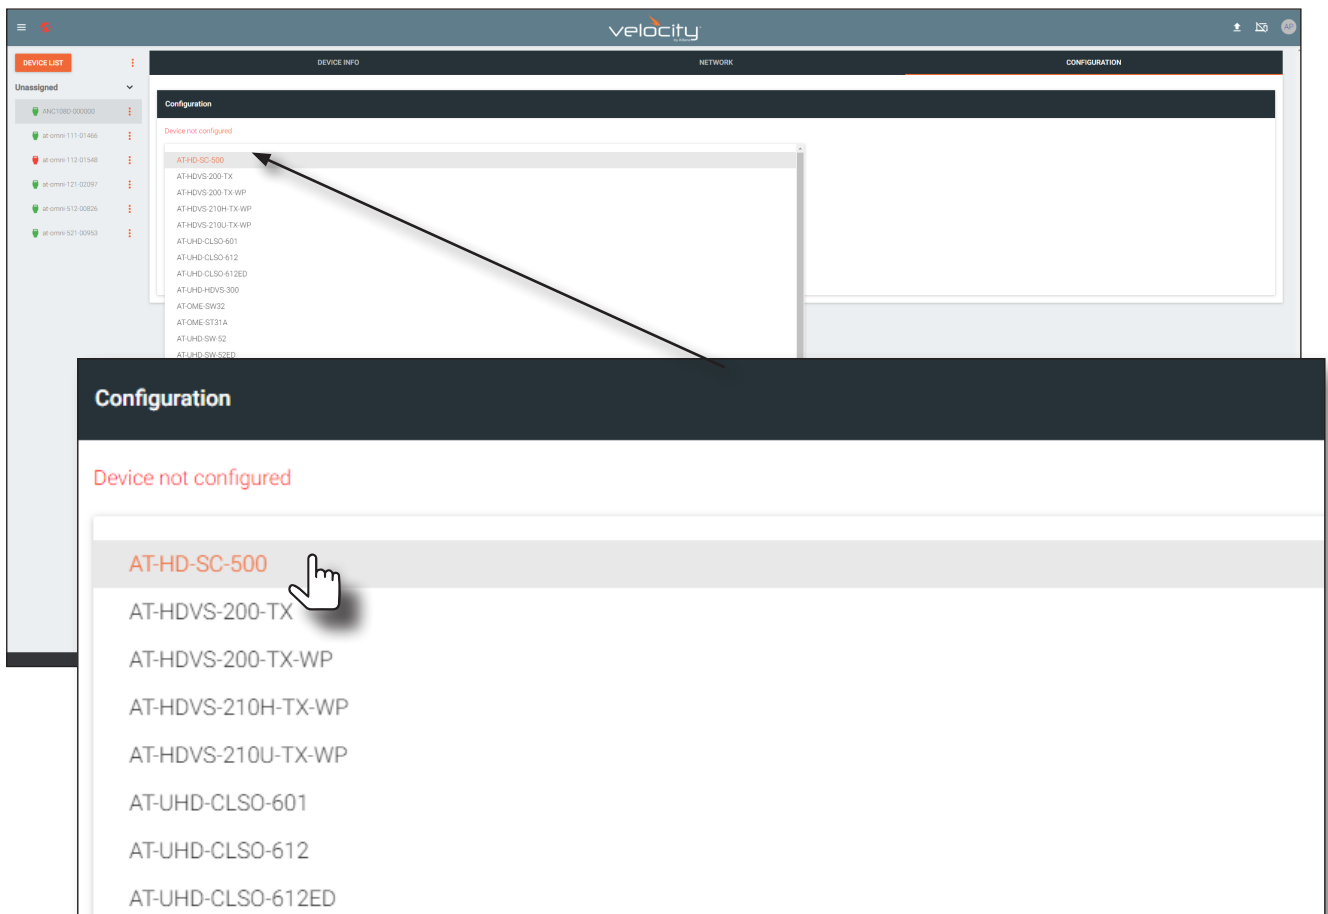 velocity
AP
DEVICE LIST
DEVICE INFO
NETWORK
CONFIGURATION
Unassigned
ANC108D-000000
at-omni-111-01466
at-omni-112-01548
at-omni-121-02097
at-omni-512-00826
at-omni-521-00953
Configuration
Device not configured
AT-HD-SC-500
AT-HDVS-200-TX
AT-HDVS-200-TX-WP
AT-HDVS-210H-TX-WP
AT-HDVS-210U-TX-WP
AT-UHD-CLSO-601
AT-UHD-CLSO-612
AT-UHD-CLSO-612ED
AT-UHD-HDVS-300
AT-OME-SW32
AT-OME-ST31A
AT-UHD-SW-52
AT-UHD-SW-52ED
Configuration
Device not configured
AT-HD-SC-500
AT-HDVS-200-TX
AT-HDVS-200-TX-WP
AT-HDVS-210H-TX-WP
AT-HDVS-210U-TX-WP
AT-UHD-CLSO-601
AT-UHD-CLSO-612
AT-UHD-CLSO-612ED